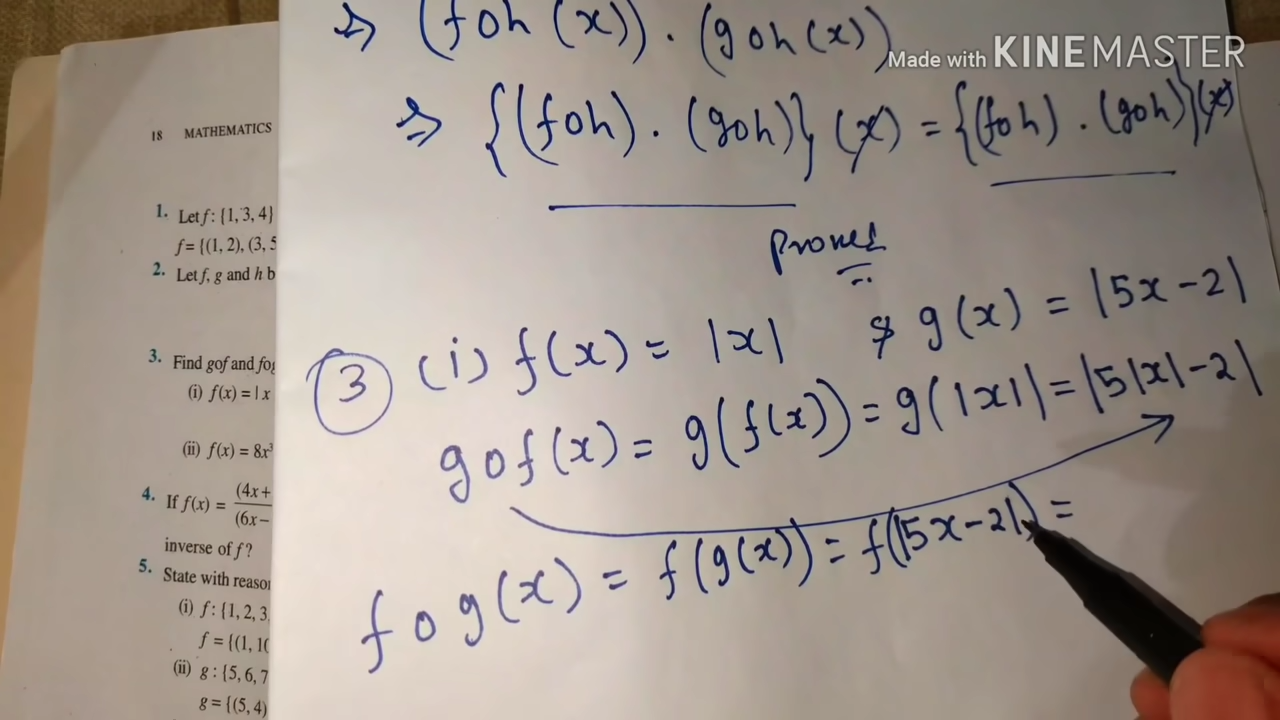 ⇒ (foh(x)) . (goh(x))
Made with KINEMASTER
⇒ {(foh) . (goh)} (x) = {(foh) . (goh)}(x)
Proved
③ (i) f(x) = |x| & g(x) = |5x-2|
gof(x) = g(f(x)) = g(|x|) = |5|x|-2|
fog(x) = f(g(x)) = f(|5x-2|) =
18 MATHEMATICS
1. Let f : {1, 3, 4}
f = {(1, 2), (3, 5
2. Let f, g and h b
3. Find gof and fog
(i) f(x) = | x
(ii) f(x) = 8x³
4. If f(x) = (4x+
(6x−
inverse of f?
5. State with reason
(i) f : {1, 2, 3,
f = {(1, 10
(ii) g : {5, 6, 7
g = {(5, 4)